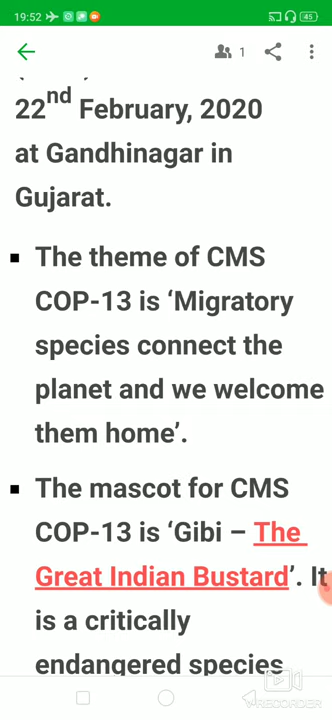 19:52
45
1
22nd February, 2020
at Gandhinagar in
Gujarat.
▪ The theme of CMS
COP-13 is ‘Migratory
species connect the
planet and we welcome
them home’.
▪ The mascot for CMS
COP-13 is ‘Gibi – The
Great Indian Bustard’. It
is a critically
endangered species
RECORDER